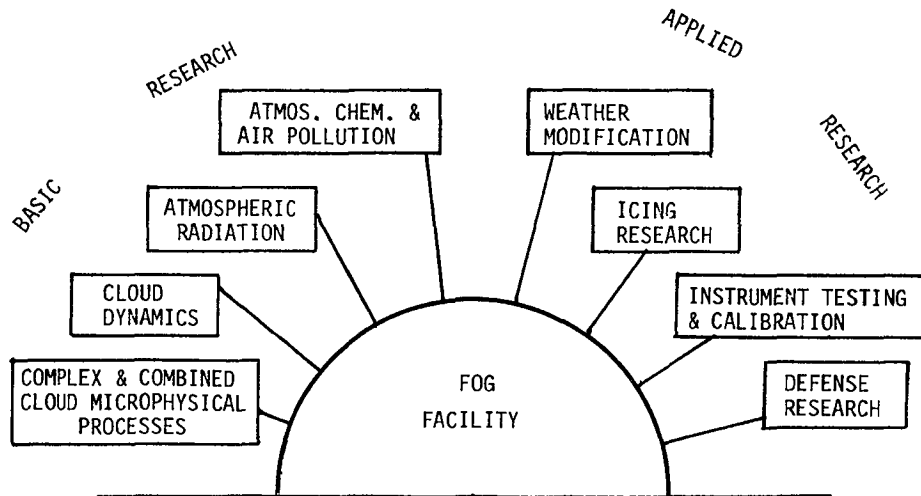 BASIC
RESEARCH
APPLIED
RESEARCH
ATMOS. CHEM. &
AIR POLLUTION
WEATHER
MODIFICATION
ATMOSPHERIC
RADIATION
ICING
RESEARCH
CLOUD
DYNAMICS
INSTRUMENT TESTING
& CALIBRATION
COMPLEX & COMBINED
CLOUD MICROPHYSICAL
PROCESSES
DEFENSE
RESEARCH
FOG
FACILITY